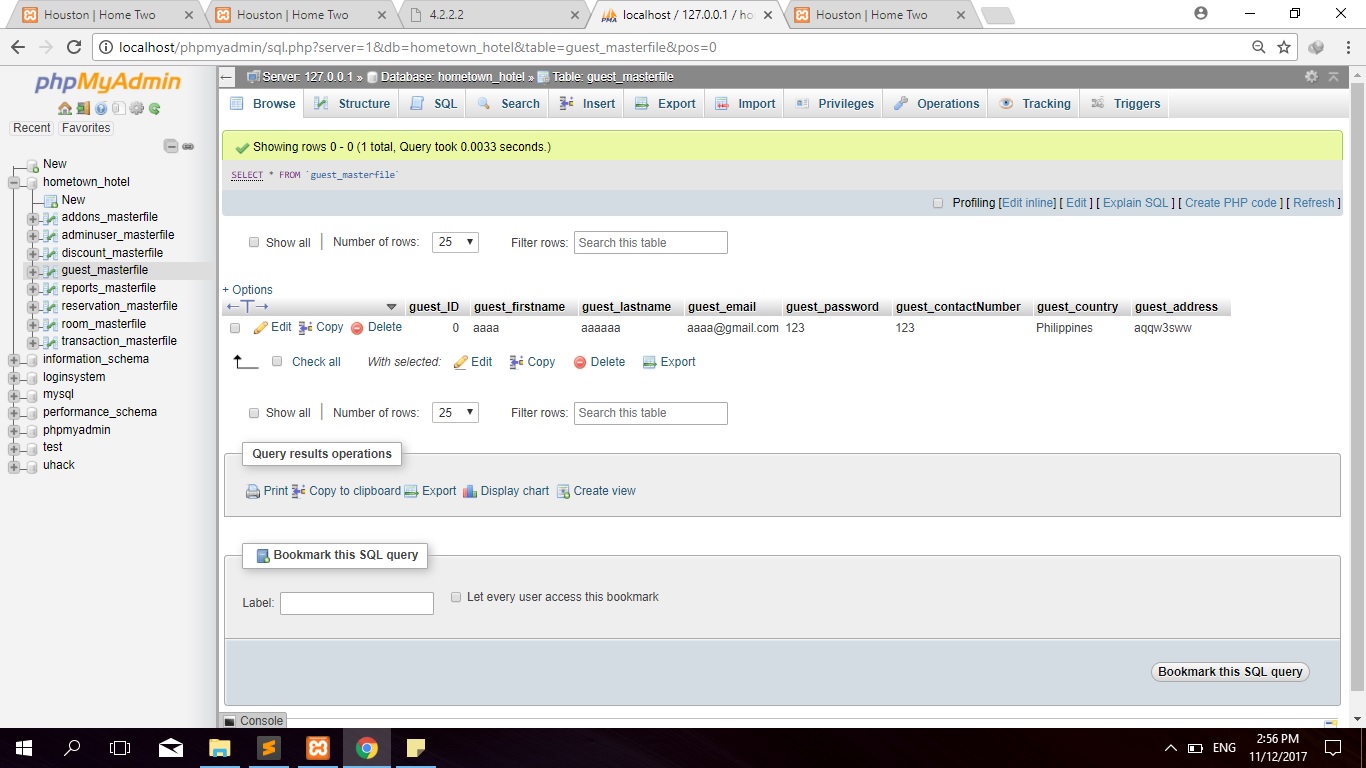 Houston | Home Two
Houston | Home Two
4.2.2.2
localhost / 127.0.0.1 / ho
Houston | Home Two
localhost/phpmyadmin/sql.php?server=1&db=hometown_hotel&table=guest_masterfile&pos=0
phpMyAdmin
Recent Favorites
New
hometown_hotel
New
addons_masterfile
adminuser_masterfile
discount_masterfile
guest_masterfile
reports_masterfile
reservation_masterfile
room_masterfile
transaction_masterfile
information_schema
loginsystem
mysql
performance_schema
phpmyadmin
test
uhack
Server: 127.0.0.1 » Database: hometown_hotel » Table: guest_masterfile
Browse Structure SQL Search Insert Export Import Privileges Operations Tracking Triggers
Showing rows 0 - 0 (1 total, Query took 0.0033 seconds.)
SELECT * FROM `guest_masterfile`
Profiling [Edit inline] [ Edit ] [ Explain SQL ] [ Create PHP code ] [ Refresh ]
Show all | Number of rows: 25 Filter rows: Search this table
+ Options
←T→ guest_ID guest_firstname guest_lastname guest_email guest_password guest_contactNumber guest_country guest_address
Edit Copy Delete 0 aaaa aaaaaa aaaa@gmail.com 123 123 Philippines aqqw3sww
Check all With selected: Edit Copy Delete Export
Show all | Number of rows: 25 Filter rows: Search this table
Query results operations
Print Copy to clipboard Export Display chart Create view
Bookmark this SQL query
Label: Let every user access this bookmark
Bookmark this SQL query
Console
ENG
2:56 PM
11/12/2017